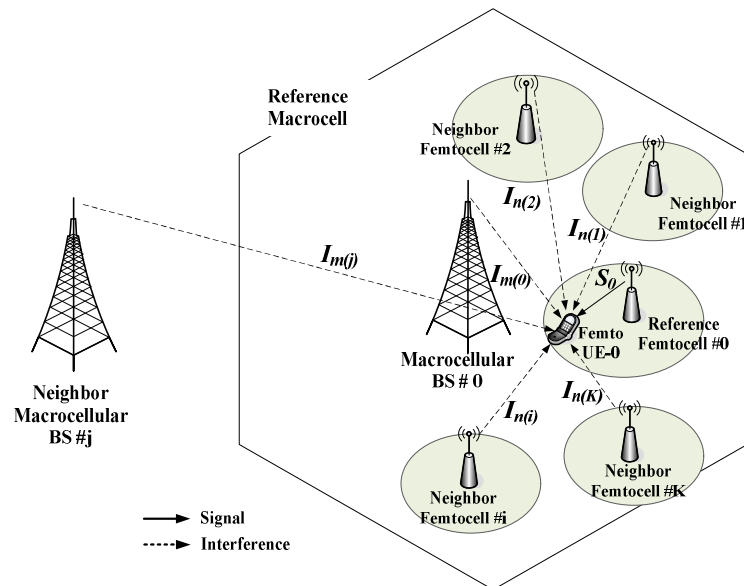 Reference
Macrocell
Neighbor
Femtocell #2
Neighbor
Femtocell #1
I_n(2)
I_n(1)
I_m(j)
I_m(0)
S_0
Femto
UE-0
Reference
Femtocell #0
Macrocellular
BS # 0
Neighbor
Macrocellular
BS #j
I_n(i)
I_n(K)
Neighbor
Femtocell #i
Neighbor
Femtocell #K
Signal
Interference